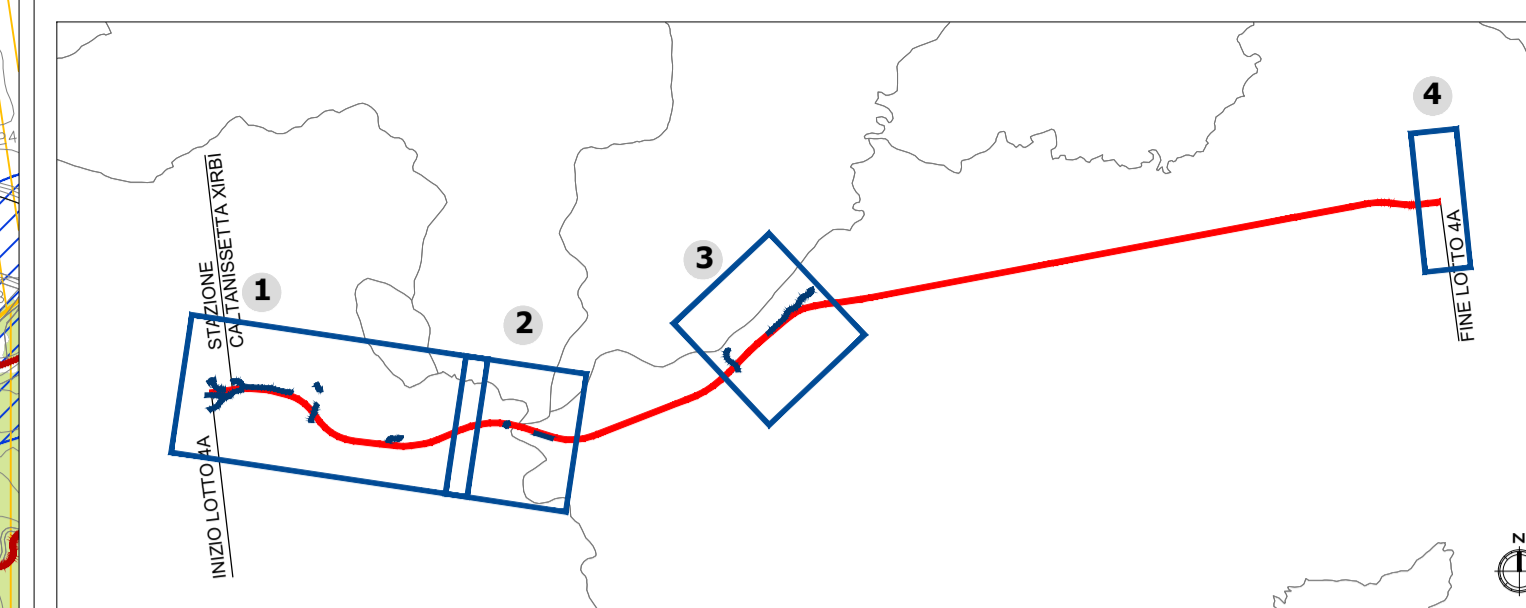 4
STAZIONE
CALTANISSETTA XIRBI
1
3
2
INIZIO LOTTO 4A
FINE LOTTO 4A
N